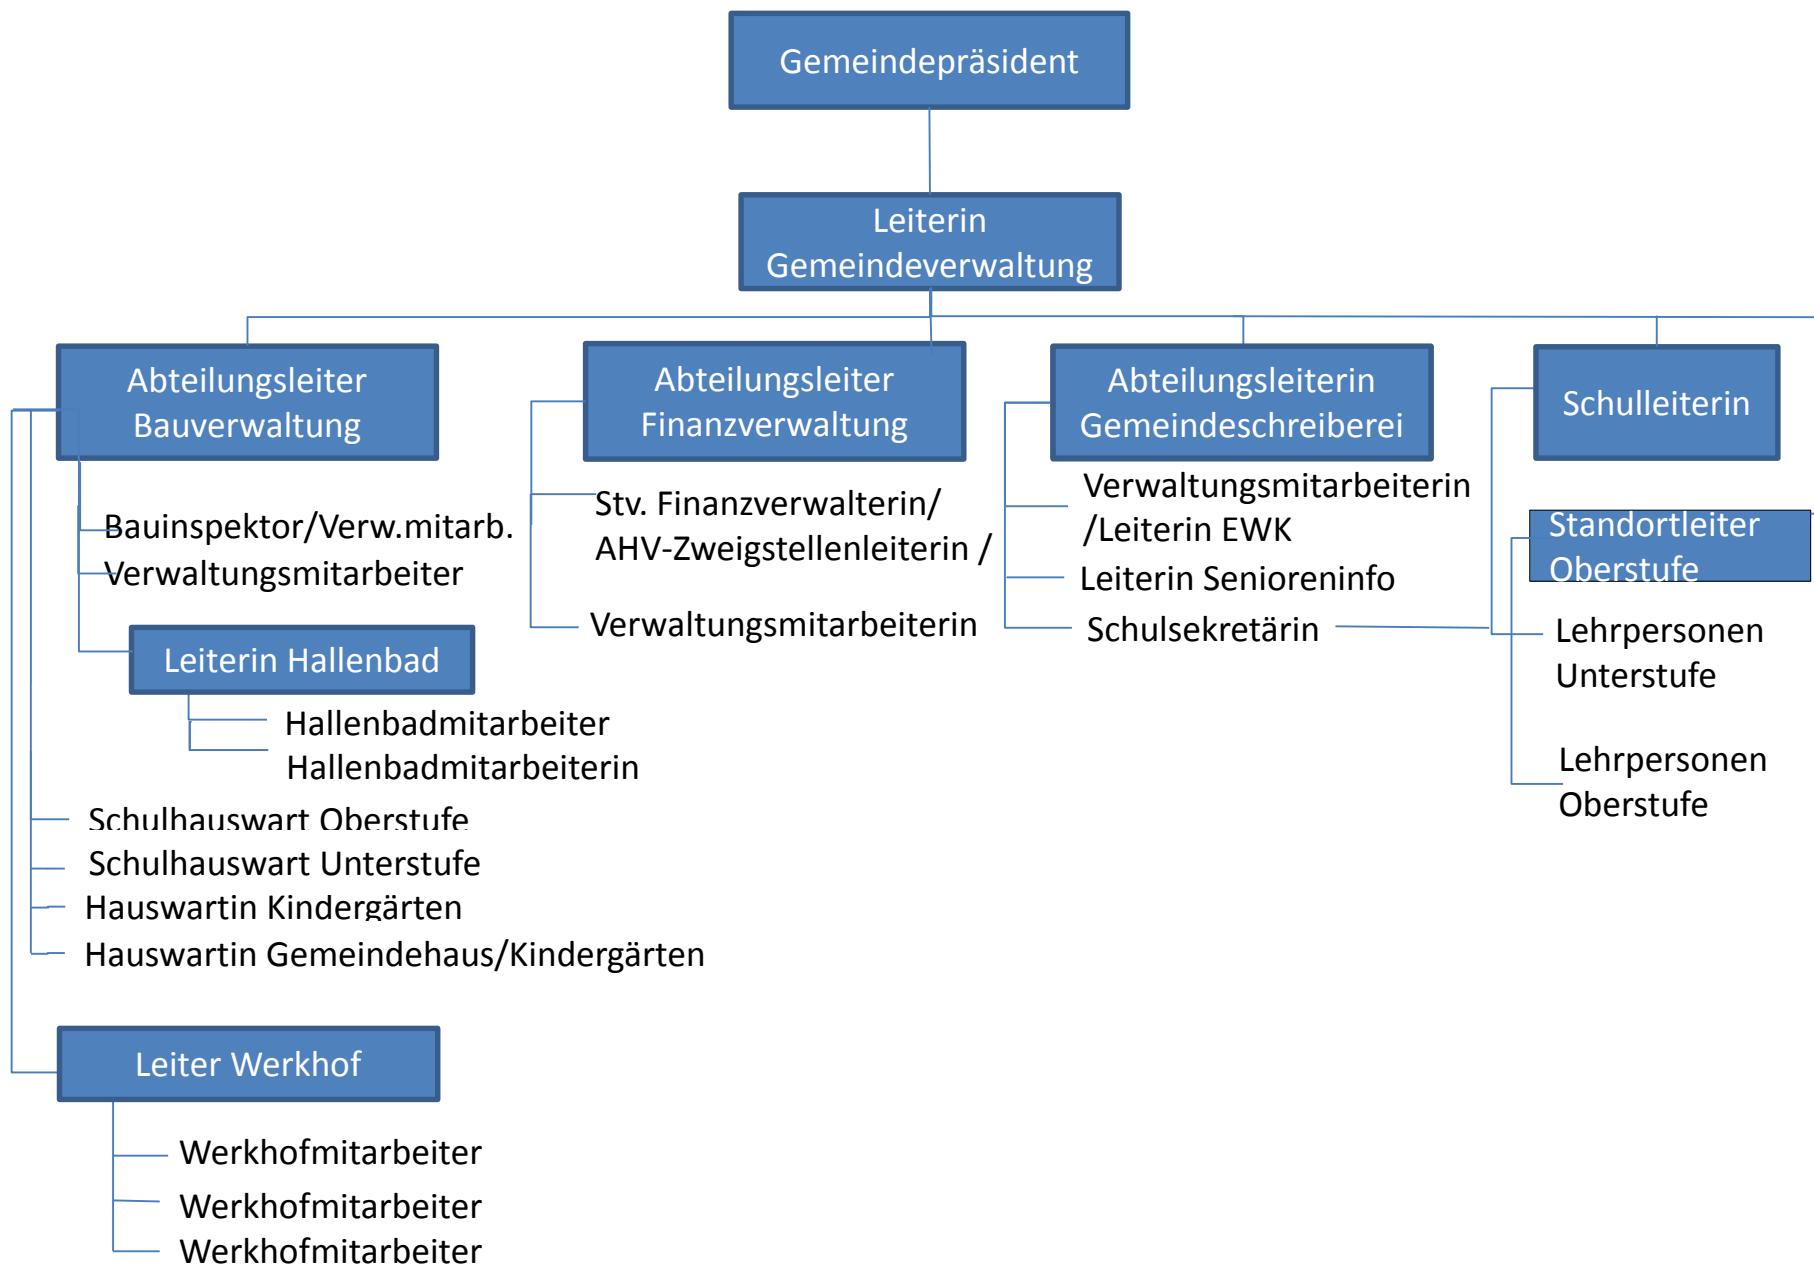 Gemeindepräsident
Leiterin
Gemeindeverwaltung
Abteilungsleiter
Bauverwaltung
Bauinspektor/Verw.mitarb.
Verwaltungsmitarbeiter
Leiterin Hallenbad
Hallenbadmitarbeiter
Hallenbadmitarbeiterin
Schulhauswart Oberstufe
Schulhauswart Unterstufe
Hauswartin Kindergärten
Hauswartin Gemeindehaus/Kindergärten
Leiter Werkhof
Werkhofmitarbeiter
Werkhofmitarbeiter
Werkhofmitarbeiter
Abteilungsleiter
Finanzverwaltung
Stv. Finanzverwalterin/
AHV-Zweigstellenleiterin /
Verwaltungsmitarbeiterin
Abteilungsleiterin
Gemeindeschreiberei
Verwaltungsmitarbeiterin
/Leiterin EWK
Leiterin Senioreninfo
Schulsekretärin
Schulleiterin
Standortleiter
Oberstufe
Lehrpersonen
Unterstufe
Lehrpersonen
Oberstufe